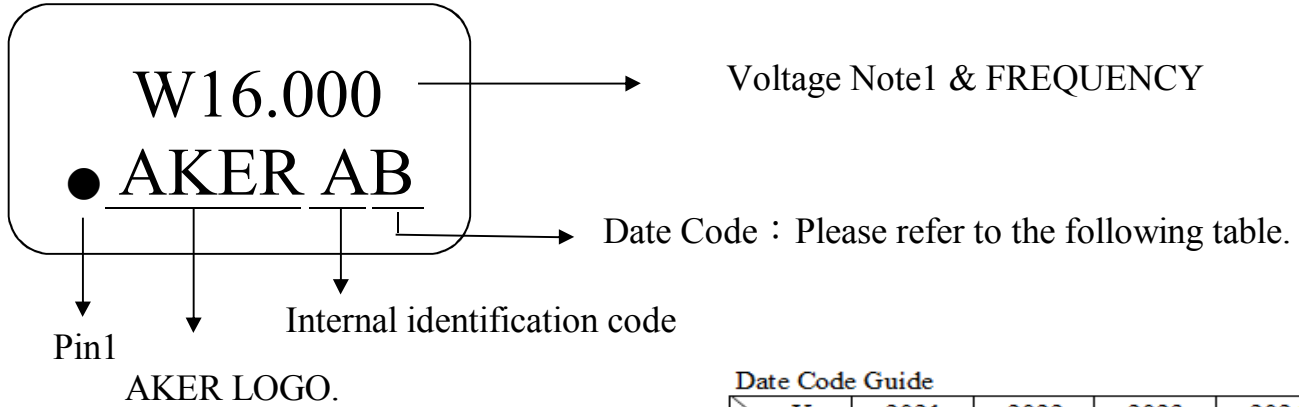 W16.000
Voltage Note1 & FREQUENCY
AKER AB
Date Code：Please refer to the following table.
Internal identification code
Pin1
AKER LOGO.
Date Code Guide